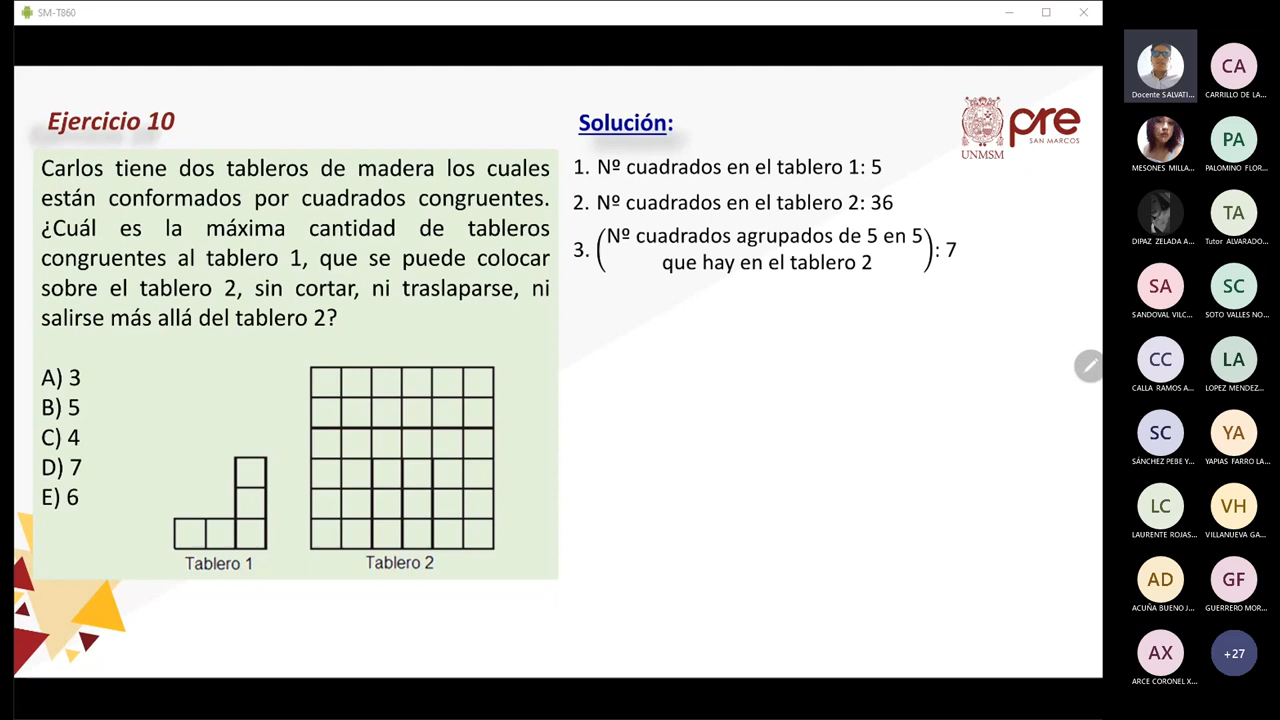 SM-T860
Ejercicio 10
Carlos tiene dos tableros de madera los cuales
están conformados por cuadrados congruentes.
¿Cuál es la máxima cantidad de tableros
congruentes al tablero 1, que se puede colocar
sobre el tablero 2, sin cortar, ni traslaparse, ni
salirse más allá del tablero 2?
A) 3
B) 5
C) 4
D) 7
E) 6
Tablero 1
Tablero 2
Solución:
1. Nº cuadrados en el tablero 1: 5
2. Nº cuadrados en el tablero 2: 36
3. (Nº cuadrados agrupados de 5 en 5
que hay en el tablero 2): 7
UNMSM
pre
SAN MARCOS
Docente SALVATI...
CA
CARRILLO DE LA...
MESONES MILLA...
PA
PALOMINO FLOR...
DIPAZ ZELADA A...
TA
Tutor ALVARADO...
SA
SANDOVAL VILC...
SC
SOTO VALLES NO...
CC
CALLA RAMOS A...
LA
LOPEZ MENDEZ...
SC
SÁNCHEZ PEBE Y...
YA
YAPIAS FARRO LA...
LC
LAURENTE ROJAS...
VH
VILLANUEVA GA...
AD
ACUÑA BUENO J...
GF
GUERRERO MOR...
AX
ARCE CORONEL X...
+27